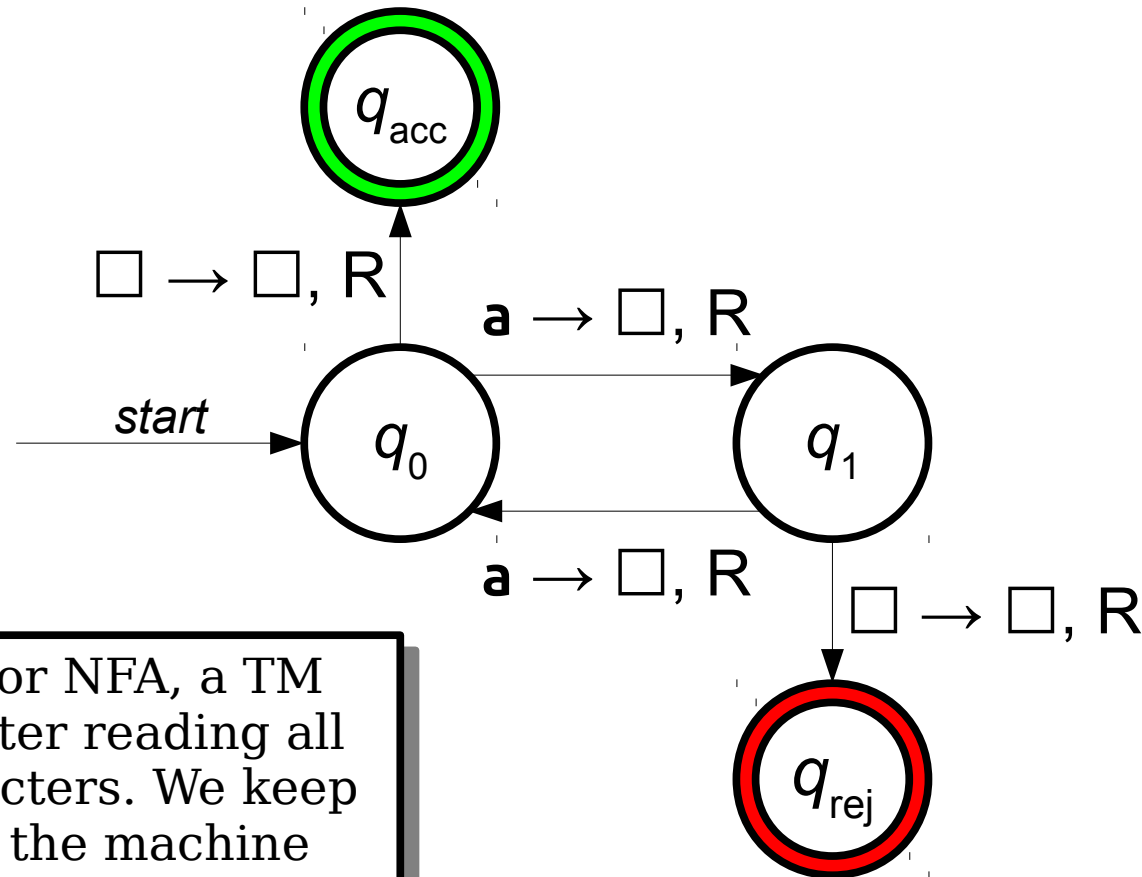 q_acc
□ → □, R
a → □, R
start
q_0
q_1
a → □, R
□ → □, R
or NFA, a TM
ter reading all
cters. We keep
the machine
q_rej